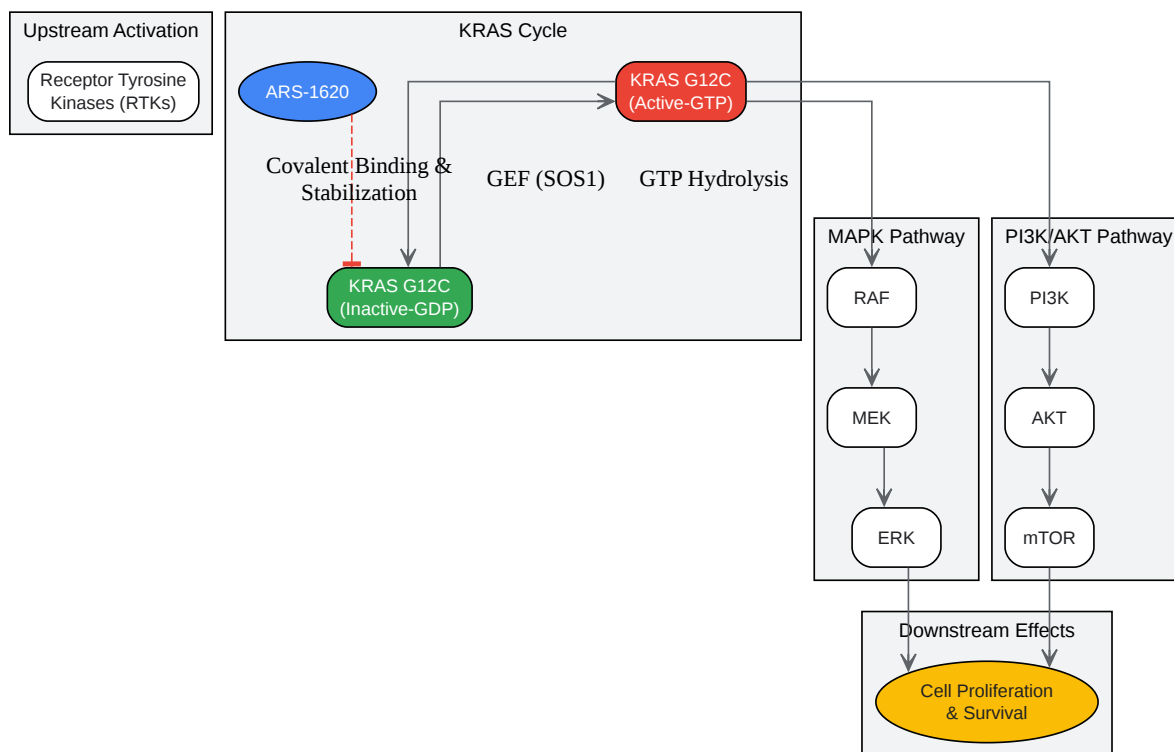 Upstream Activation
Receptor Tyrosine
Kinases (RTKs)
KRAS Cycle
ARS-1620
KRAS G12C
(Active-GTP)
Covalent Binding &
Stabilization
GEF (SOS1)
GTP Hydrolysis
KRAS G12C
(Inactive-GDP)
MAPK Pathway
RAF
MEK
ERK
PI3K/AKT Pathway
PI3K
AKT
mTOR
Downstream Effects
Cell Proliferation
& Survival